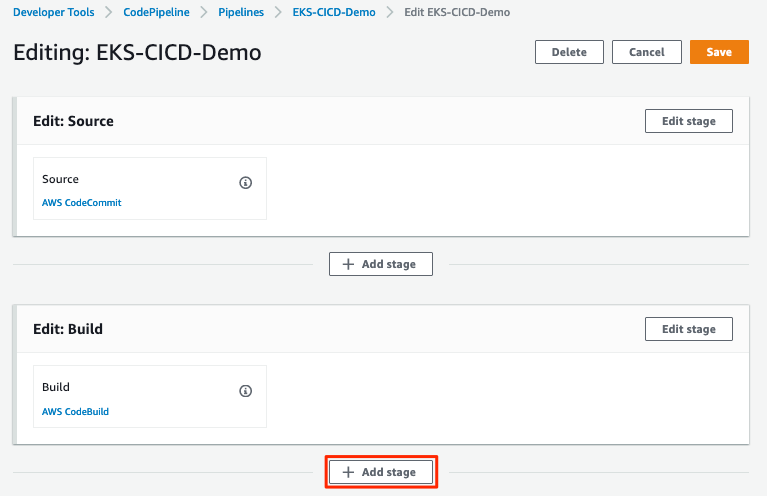 Developer Tools > CodePipeline > Pipelines > EKS-CICD-Demo > Edit EKS-CICD-Demo
Editing: EKS-CICD-Demo
Delete Cancel Save
Edit: Source Edit stage
Source
AWS CodeCommit
+ Add stage
Edit: Build Edit stage
Build
AWS CodeBuild
+ Add stage